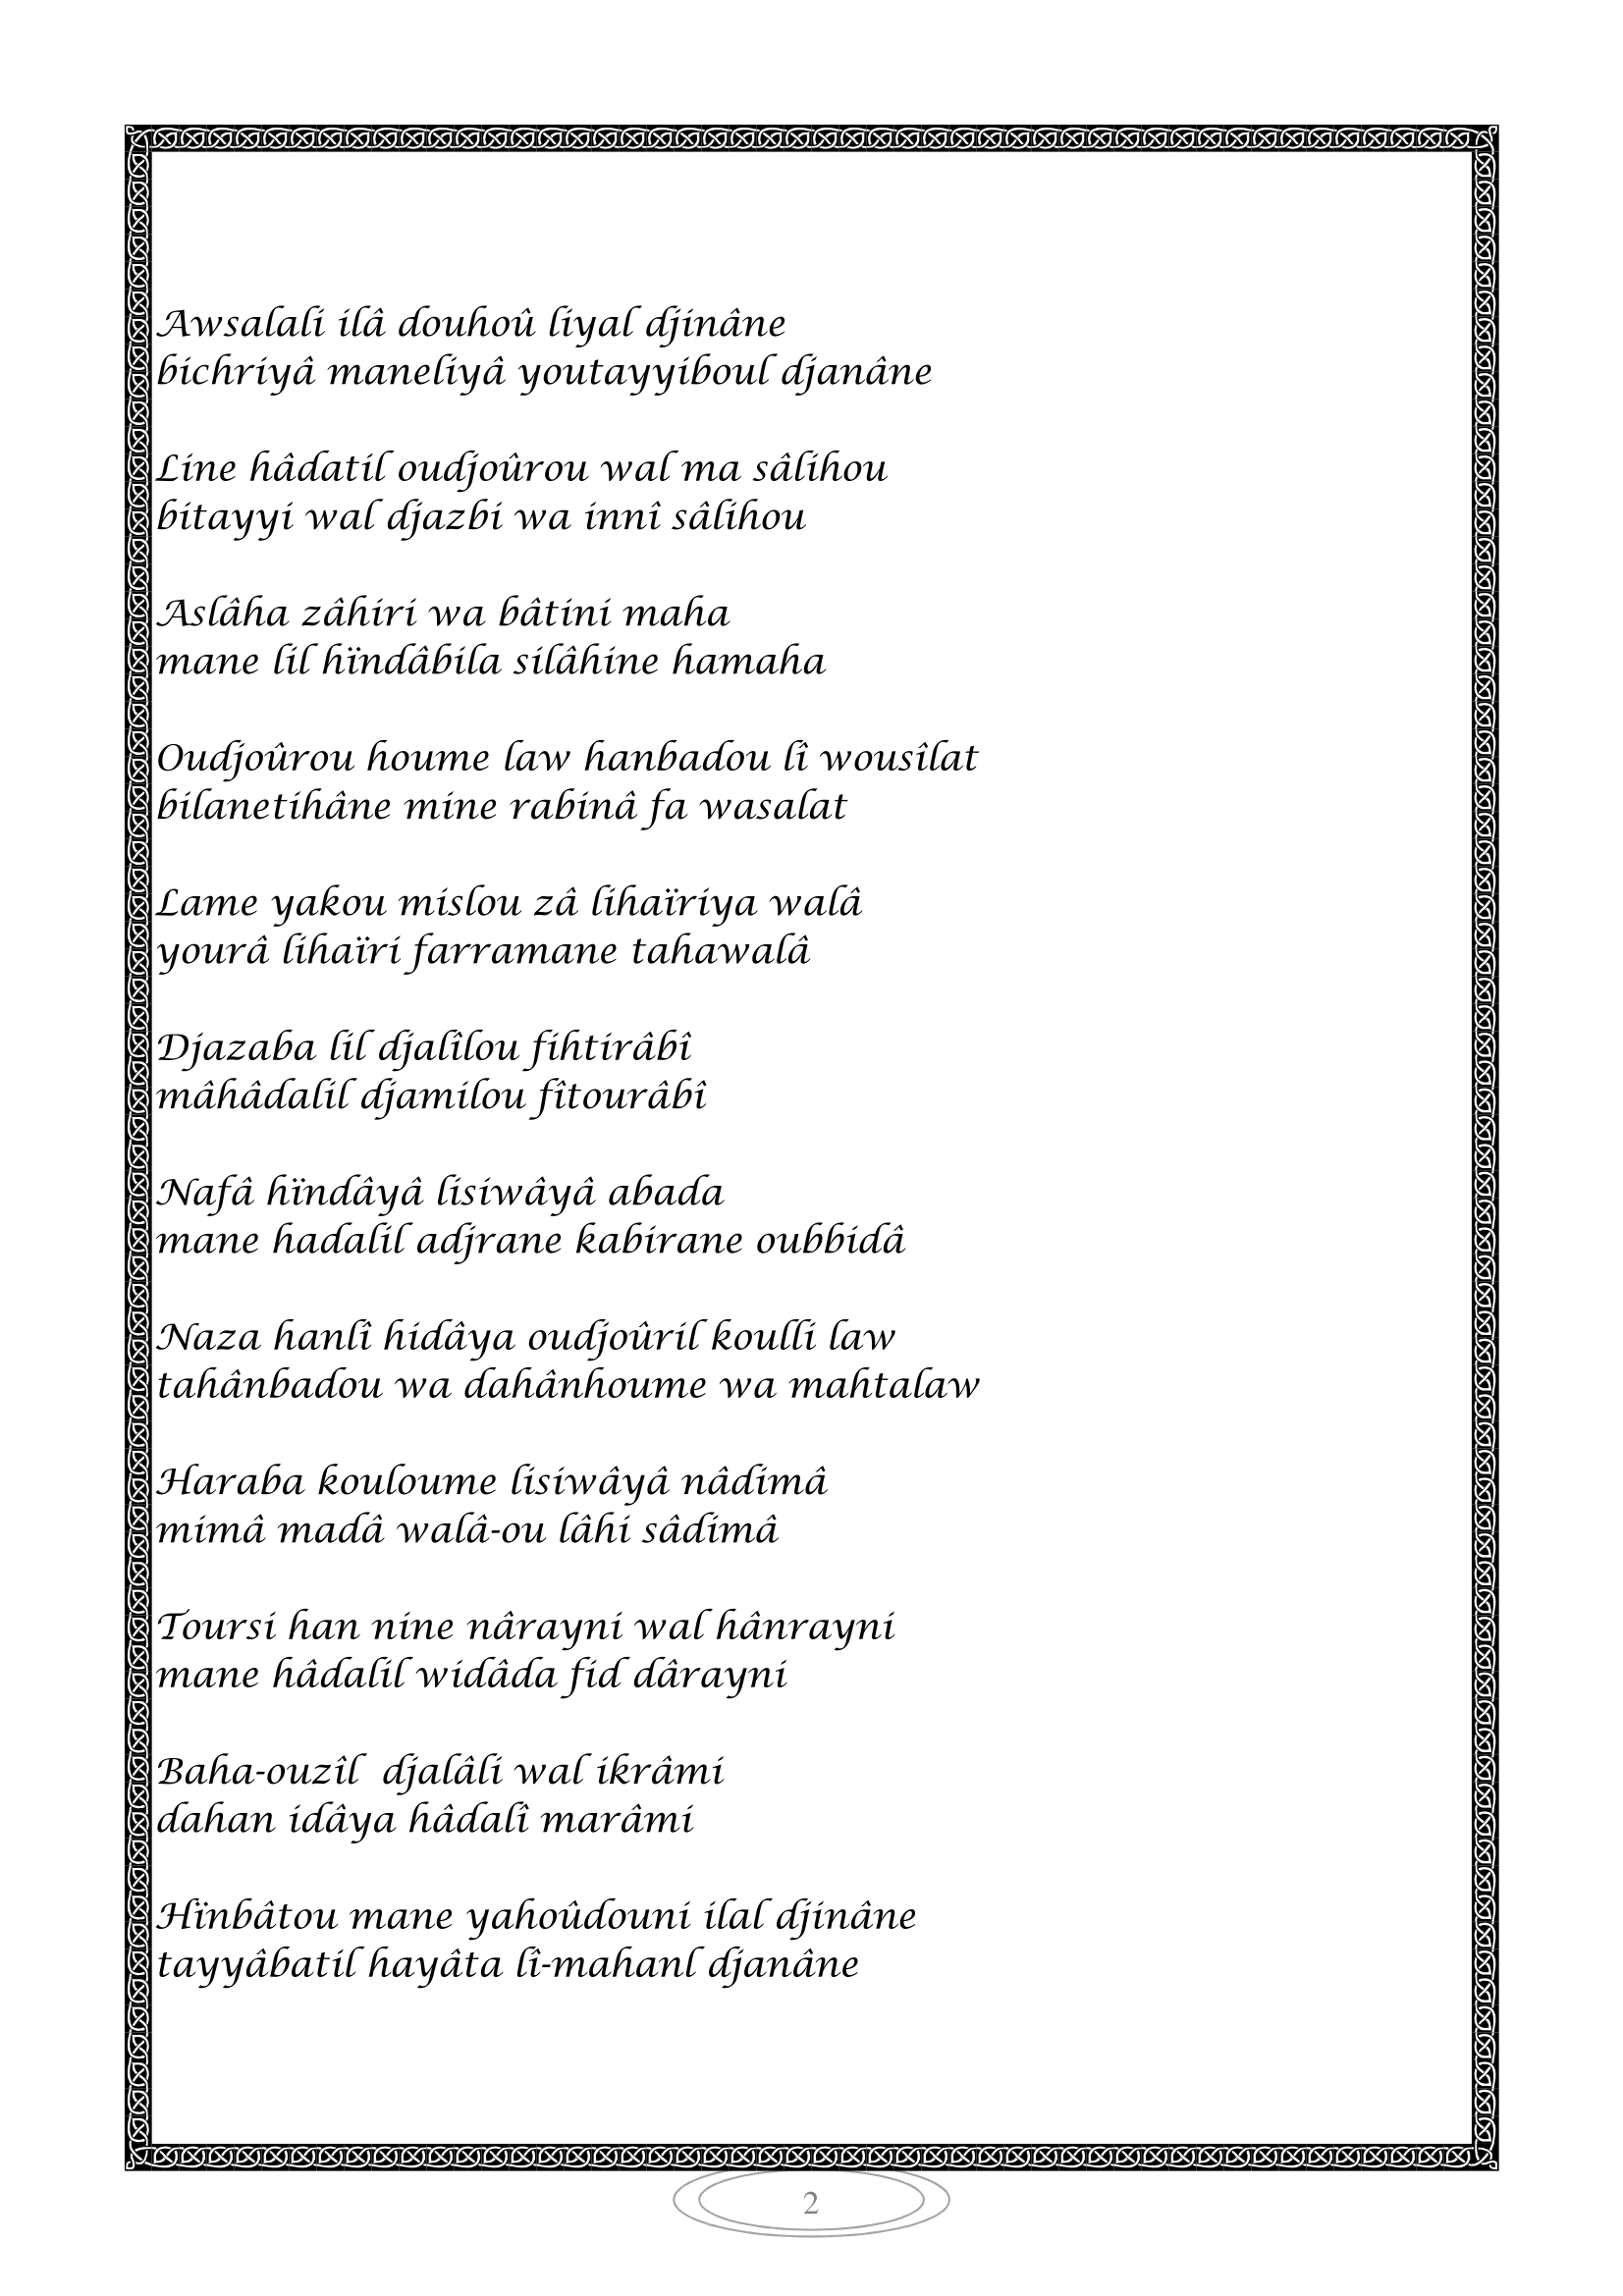 Awsalali ilâ douhoû liyal djinâne
bichriyâ maneliyâ youtayyiboul djanâne
Line hâdatil oudjoûrou wal ma sâlihou
bitayyi wal djazbi wa innî sâlihou
Aslâha zâhiri wa bâtini maha
mane lil hïndâbila silâhine hamaha
Oudjoûrou houme law hanbadou lî wousîlat
bilanetihâne mine rabinâ fa wasalat
Lame yakou mislou zâ lihaïriya walâ
yourâ lihaïri farramane tahawalâ
Djazaba lil djalîlou fihtirâbî
mâhâdalil djamilou fîtourâbî
Nafâ hïndâyâ lisiwâyâ abada
mane hadalil adjrane kabirane oubbidâ
Naza hanlî hidâya oudjoûril koulli law
tahânbadou wa dahânhoume wa mahtalaw
Haraba kouloume lisiwâyâ nâdimâ
mimâ madâ walâ-ou lâhi sâdimâ
Toursi han nine nârayni wal hânrayni
mane hâdalil widâda fid dârayni
Baha-ouzîl  djalâli wal ikrâmi
dahan idâya hâdalî marâmi
Hïnbâtou mane yahoûdouni ilal djinâne
tayyâbatil hayâta lî-mahanl djanâne
2